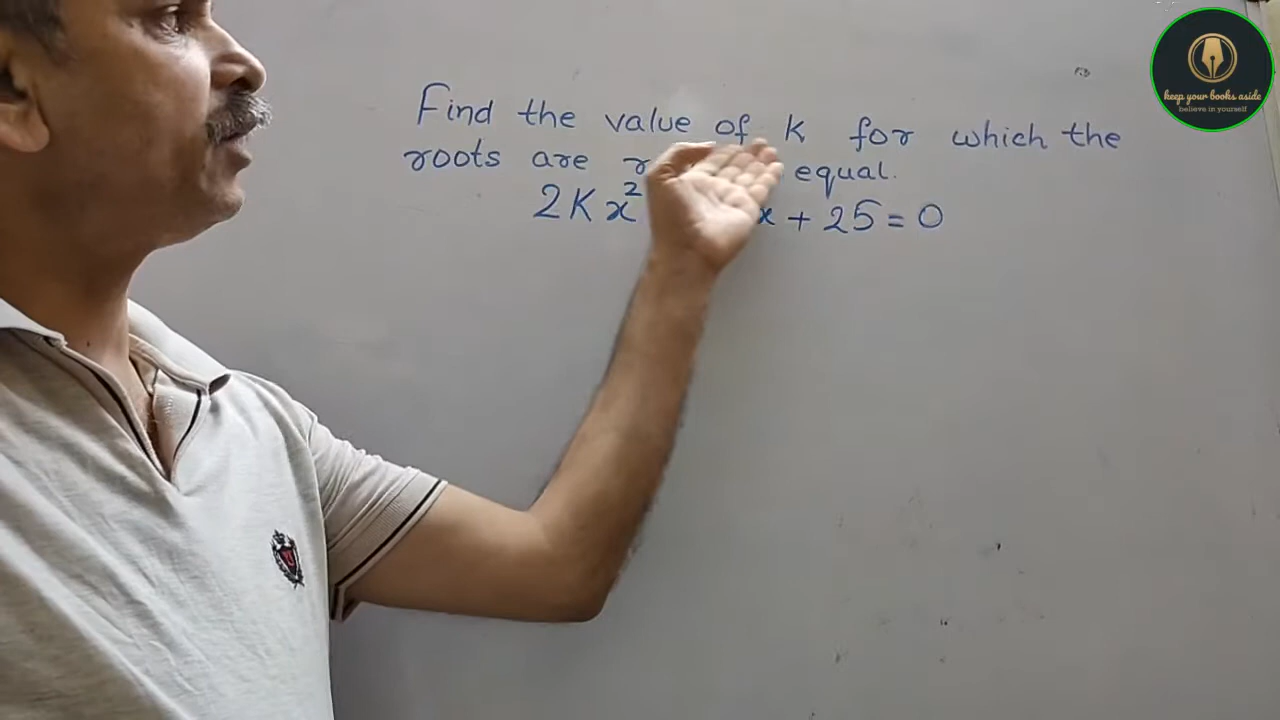 Find the value of K for which the
roots are equal.
2Kx² x + 25 = 0
keep your books aside
believe in yourself